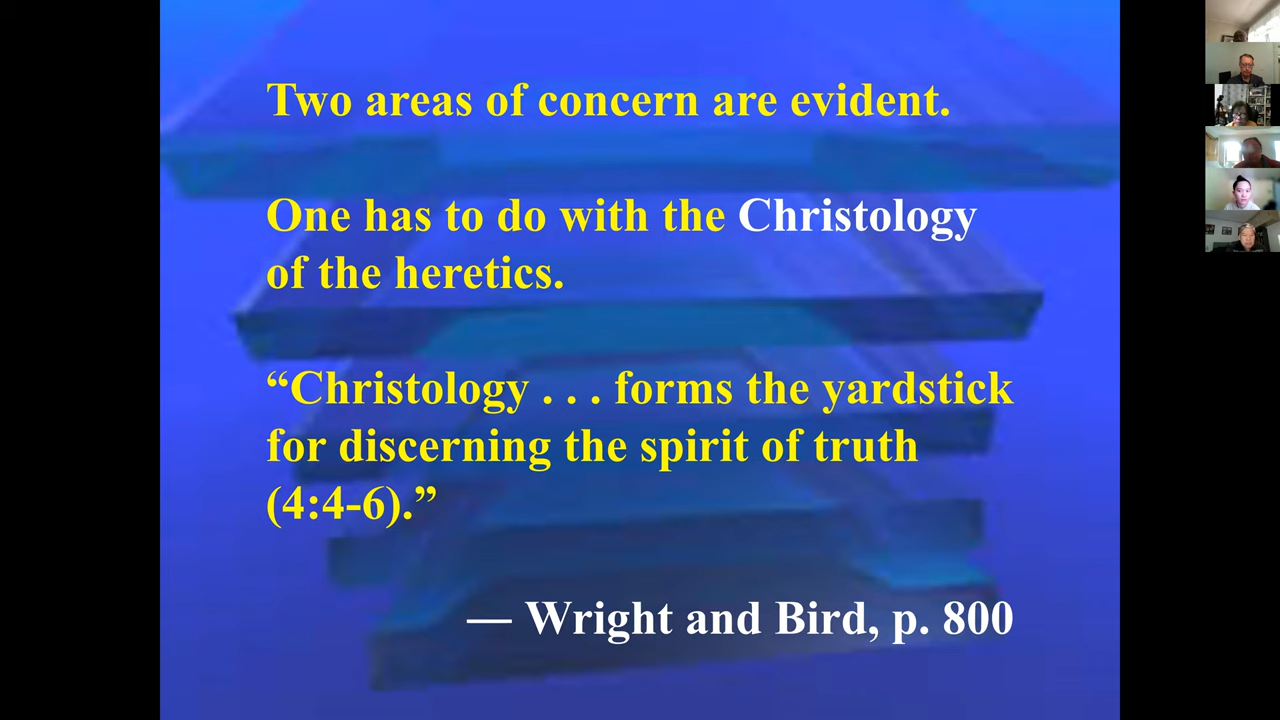 Two areas of concern are evident.
One has to do with the Christology
of the heretics.
“Christology . . . forms the yardstick
for discerning the spirit of truth
(4:4-6).”
— Wright and Bird, p. 800